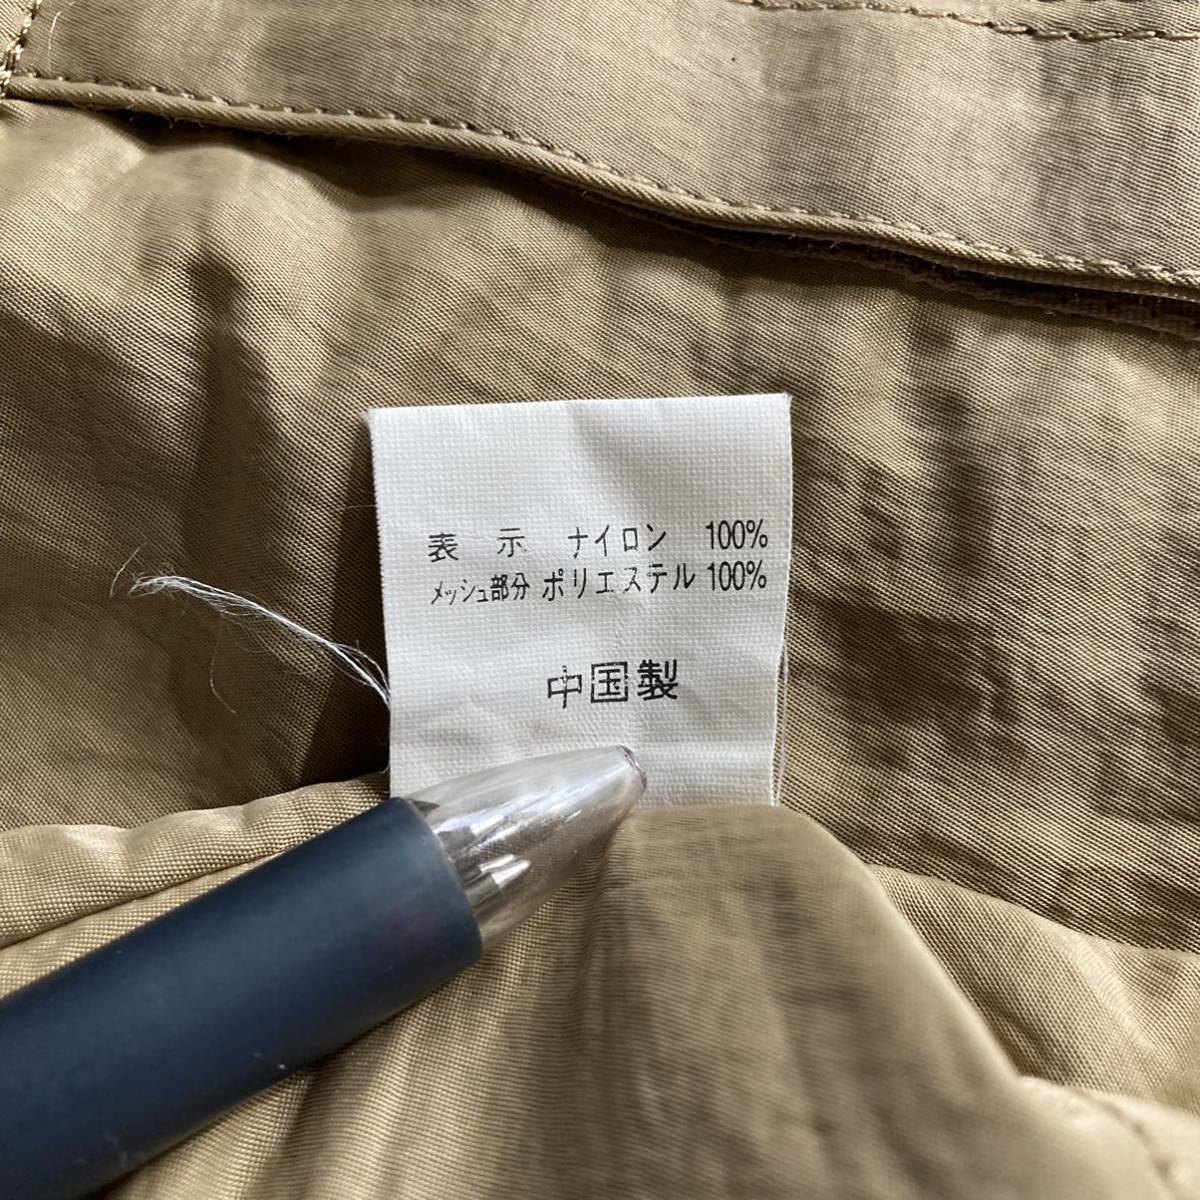 表 示 ナイロン 100%
メッシュ部分 ポリエステル 100%
中国製